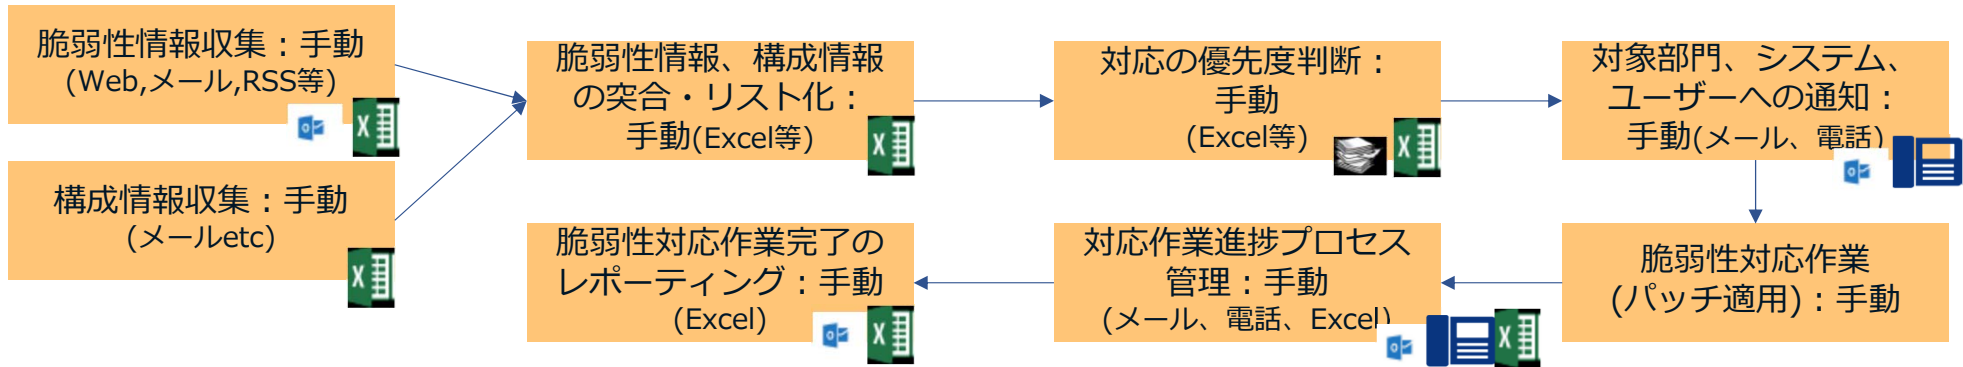 脆弱性情報収集：手動
(Web,メール,RSS等)
構成情報収集：手動
(メールetc)
脆弱性情報、構成情報
の突合・リスト化：
手動(Excel等)
対応の優先度判断：
手動
(Excel等)
対象部門、システム、
ユーザーへの通知：
手動(メール、電話)
脆弱性対応作業
(パッチ適用)：手動
対応作業進捗プロセス
管理：手動
(メール、電話、Excel)
脆弱性対応作業完了の
レポーティング：手動
(Excel)